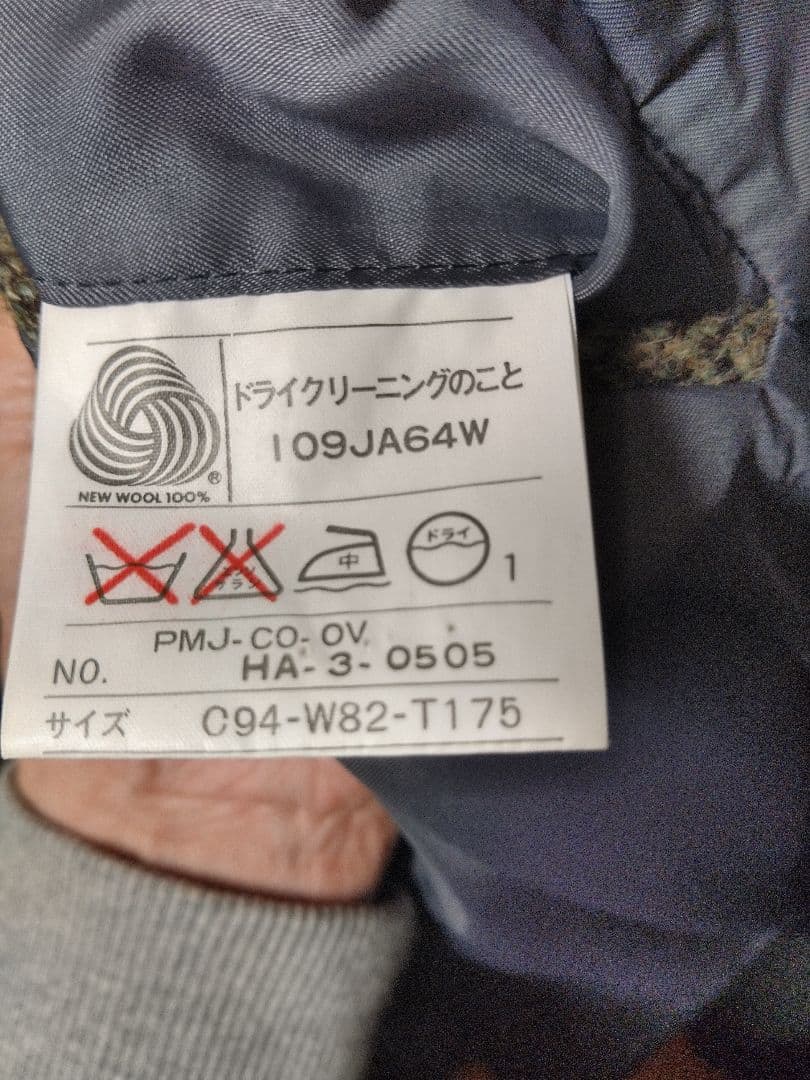 ドライクリーニングのこと
109JA64W
®
NEW WOOL 100%
中
ドライ
1
PMJ-CO-OV
NO. HA-3-0505
サイズ C94-W82-T175